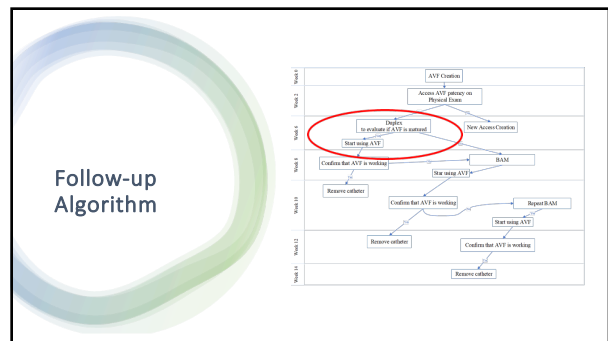 Follow-up
Algorithm
Week 0
AVF Creation
Week 2
Access AVF patency on
Physical Exam
Week 6
Duplex
to evaluate if AVF is matured
New Access Creation
Start using AVF
Week 8
Confirm that AVF is working
BAM
Remove catheter
Star using AVF
Week 10
Confirm that AVF is working
Repeat BAM
Start using AVF
Week 12
Remove catheter
Confirm that AVF is working
Week 14
Remove catheter